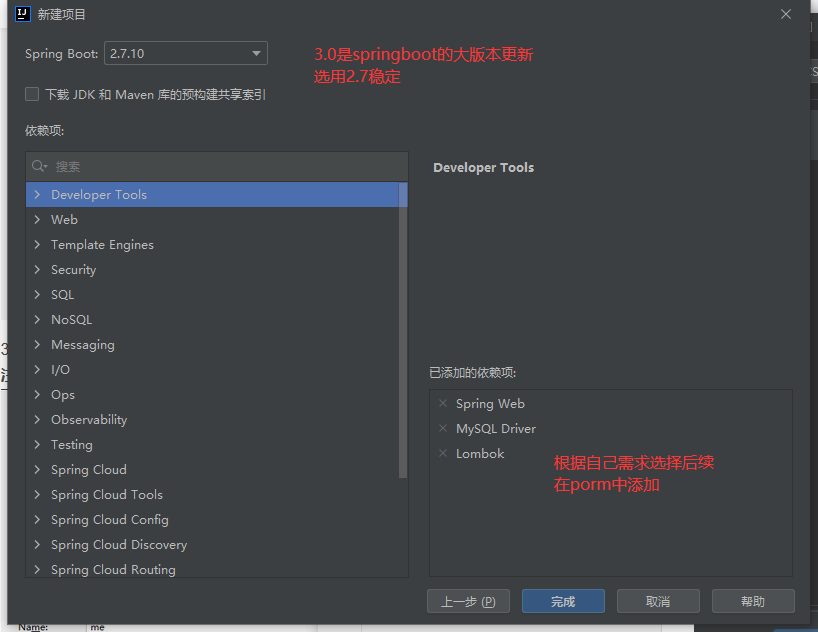 新建项目
Spring Boot:
2.7.10
3.0是springboot的大版本更新
选用2.7稳定
下载 JDK 和 Maven 库的预构建共享索引
依赖项:
搜索
Developer Tools
Developer Tools
Web
Template Engines
Security
SQL
NoSQL
Messaging
I/O
Ops
Observability
Testing
Spring Cloud
Spring Cloud Tools
Spring Cloud Config
Spring Cloud Discovery
Spring Cloud Routing
已添加的依赖项:
Spring Web
MySQL Driver
Lombok
根据自己需求选择后续
在porm中添加
上一步 (P)
完成
取消
帮助
Name:
me